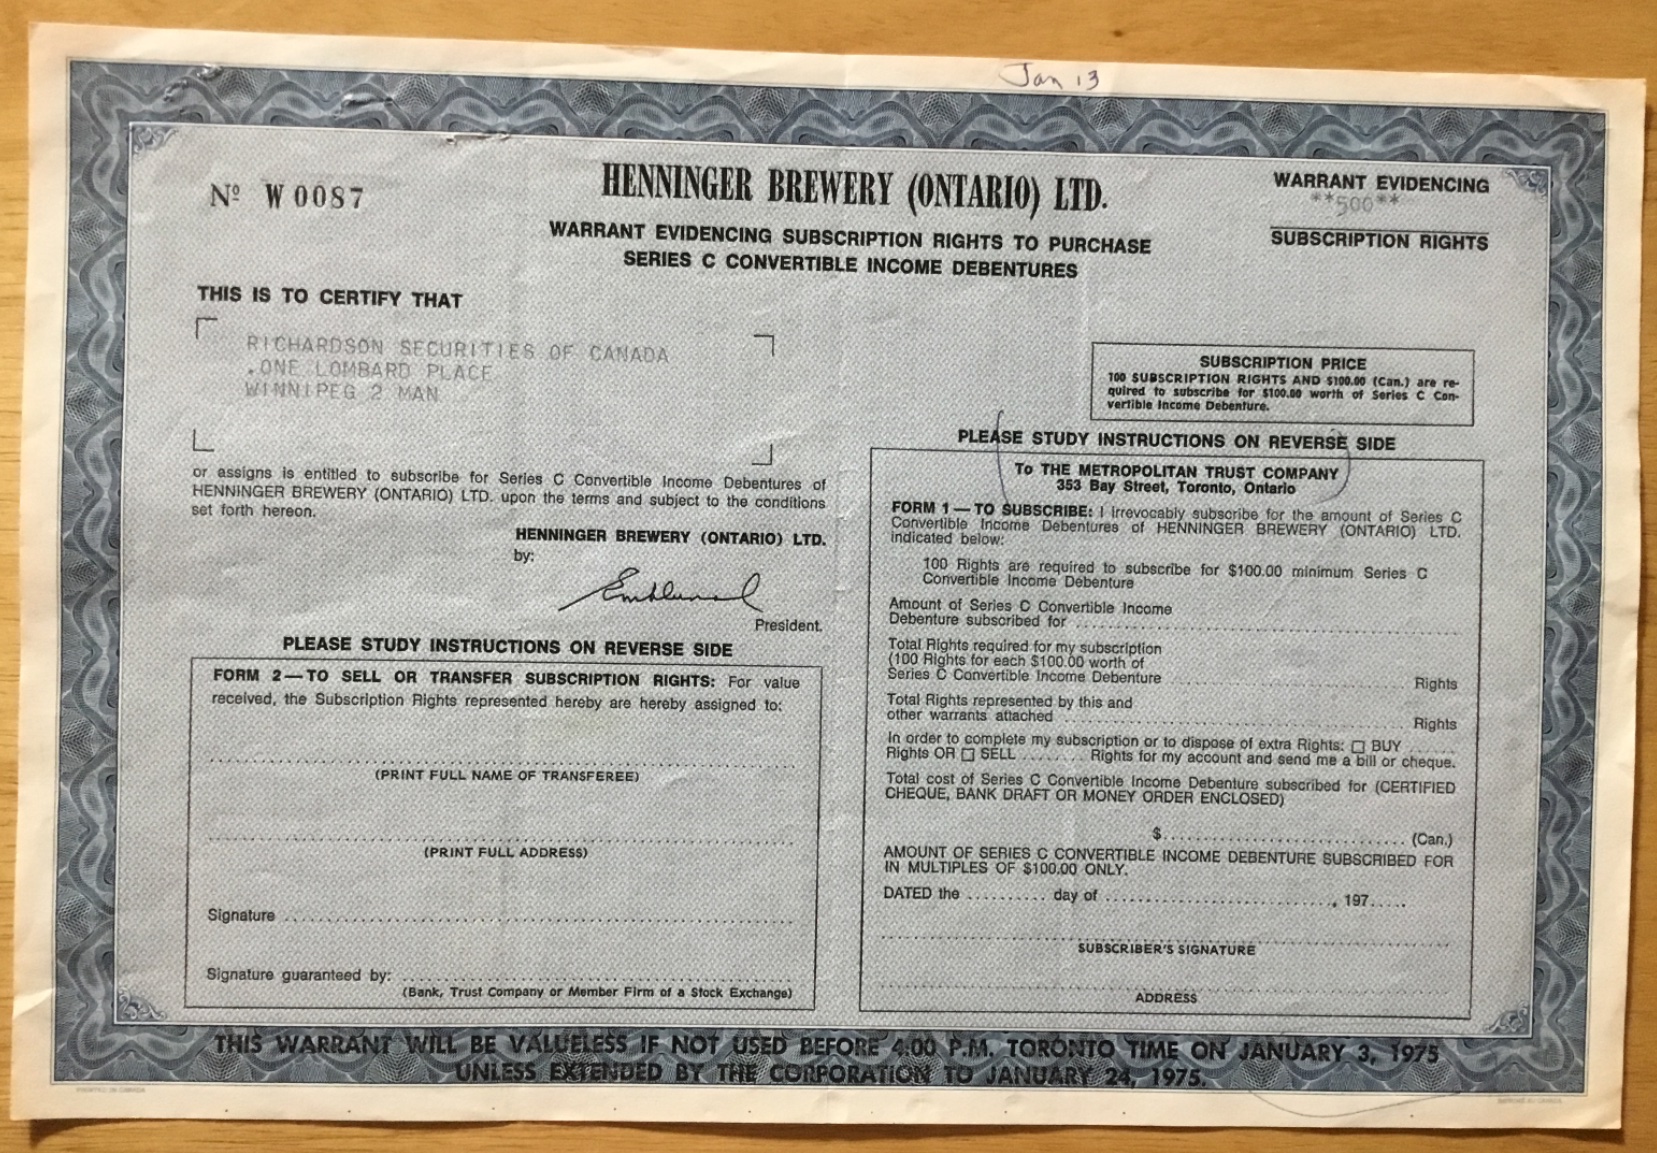 Jan 13
Nº W 0087
HENNINGER BREWERY (ONTARIO) LTD.
WARRANT EVIDENCING SUBSCRIPTION RIGHTS TO PURCHASE
SERIES C CONVERTIBLE INCOME DEBENTURES
WARRANT EVIDENCING
**500**
SUBSCRIPTION RIGHTS
THIS IS TO CERTIFY THAT
RICHARDSON SECURITIES OF CANADA
.ONE LOMBARD PLACE
WINNIPEG 2 MAN
or assigns is entitled to subscribe for Series C Convertible Income Debentures of
HENNINGER BREWERY (ONTARIO) LTD. upon the terms and subject to the conditions
set forth hereon.
HENNINGER BREWERY (ONTARIO) LTD.
by:
President.
PLEASE STUDY INSTRUCTIONS ON REVERSE SIDE
FORM 2—TO SELL OR TRANSFER SUBSCRIPTION RIGHTS: For value
received, the Subscription Rights represented hereby are hereby assigned to:
(PRINT FULL NAME OF TRANSFEREE)
(PRINT FULL ADDRESS)
Signature
Signature guaranteed by:
(Bank, Trust Company or Member Firm of a Stock Exchange)
SUBSCRIPTION PRICE
100 SUBSCRIPTION RIGHTS AND $100.00 (Can.) are re-
quired to subscribe for $100.00 worth of Series C Con-
vertible Income Debenture.
PLEASE STUDY INSTRUCTIONS ON REVERSE SIDE
To THE METROPOLITAN TRUST COMPANY
353 Bay Street, Toronto, Ontario
FORM 1—TO SUBSCRIBE: I irrevocably subscribe for the amount of Series C
Convertible Income Debentures of HENNINGER BREWERY (ONTARIO) LTD.
indicated below:
100 Rights are required to subscribe for $100.00 minimum Series C
Convertible Income Debenture
Amount of Series C Convertible Income
Debenture subscribed for
Total Rights required for my subscription
(100 Rights for each $100.00 worth of
Series C Convertible Income Debenture Rights
Total Rights represented by this and
other warrants attached Rights
In order to complete my subscription or to dispose of extra Rights: ☐ BUY ......
Rights OR ☐ SELL ........ Rights for my account and send me a bill or cheque.
Total cost of Series C Convertible Income Debenture subscribed for (CERTIFIED
CHEQUE, BANK DRAFT OR MONEY ORDER ENCLOSED)
$ (Can.)
AMOUNT OF SERIES C CONVERTIBLE INCOME DEBENTURE SUBSCRIBED FOR
IN MULTIPLES OF $100.00 ONLY.
DATED the .......... day of .............................., 197.....
SUBSCRIBER'S SIGNATURE
ADDRESS
THIS WARRANT WILL BE VALUELESS IF NOT USED BEFORE 4:00 P.M. TORONTO TIME ON JANUARY 3, 1975
UNLESS EXTENDED BY THE CORPORATION TO JANUARY 24, 1975.